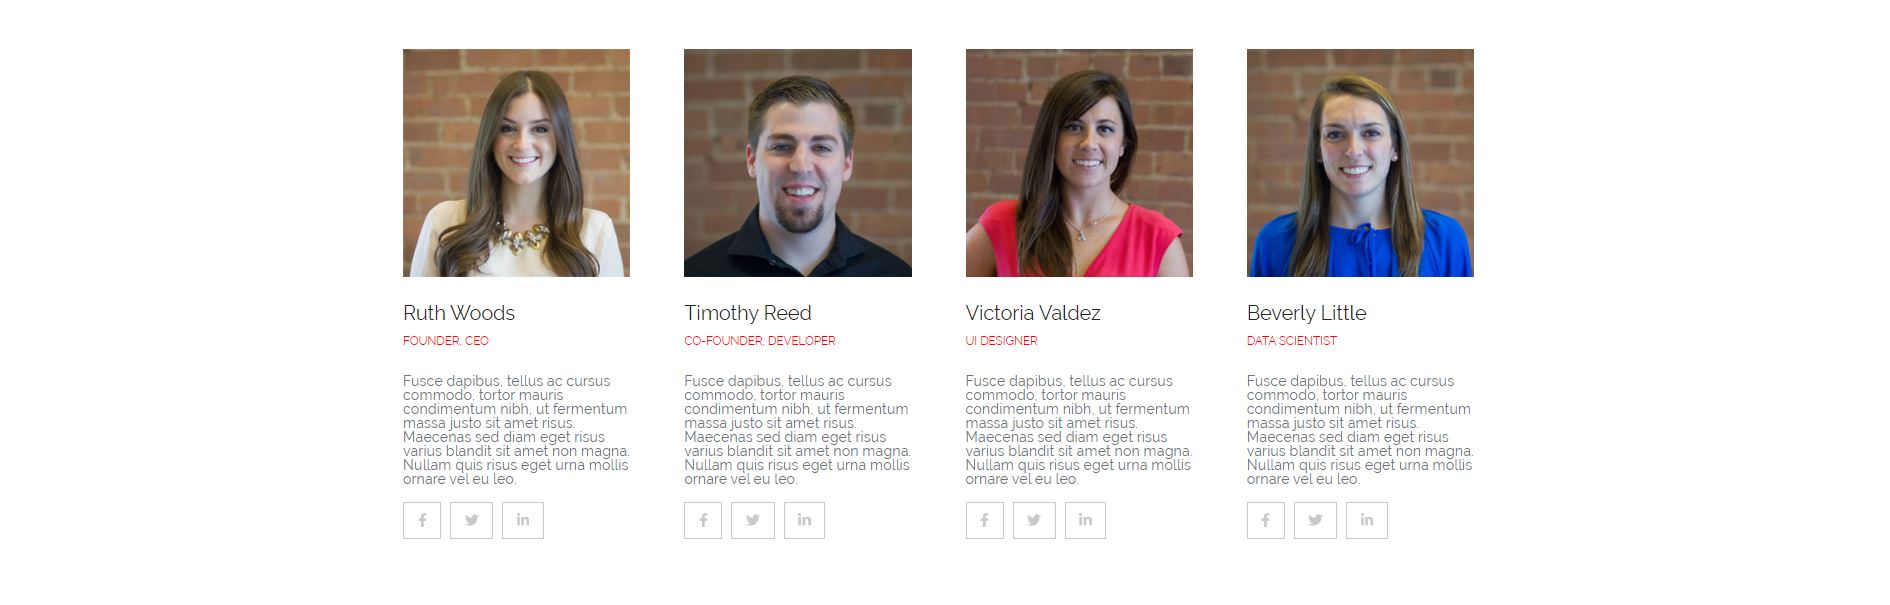 Ruth Woods
FOUNDER, CEO
Fusce dapibus, tellus ac cursus
commodo, tortor mauris
condimentum nibh, ut fermentum
massa justo sit amet risus.
Maecenas sed diam eget risus
varius blandit sit amet non magna.
Nullam quis risus eget urna mollis
ornare vel eu leo.
Timothy Reed
CO-FOUNDER, DEVELOPER
Fusce dapibus, tellus ac cursus
commodo, tortor mauris
condimentum nibh, ut fermentum
massa justo sit amet risus.
Maecenas sed diam eget risus
varius blandit sit amet non magna.
Nullam quis risus eget urna mollis
ornare vel eu leo.
Victoria Valdez
UI DESIGNER
Fusce dapibus, tellus ac cursus
commodo, tortor mauris
condimentum nibh, ut fermentum
massa justo sit amet risus.
Maecenas sed diam eget risus
varius blandit sit amet non magna.
Nullam quis risus eget urna mollis
ornare vel eu leo.
Beverly Little
DATA SCIENTIST
Fusce dapibus, tellus ac cursus
commodo, tortor mauris
condimentum nibh, ut fermentum
massa justo sit amet risus.
Maecenas sed diam eget risus
varius blandit sit amet non magna.
Nullam quis risus eget urna mollis
ornare vel eu leo.